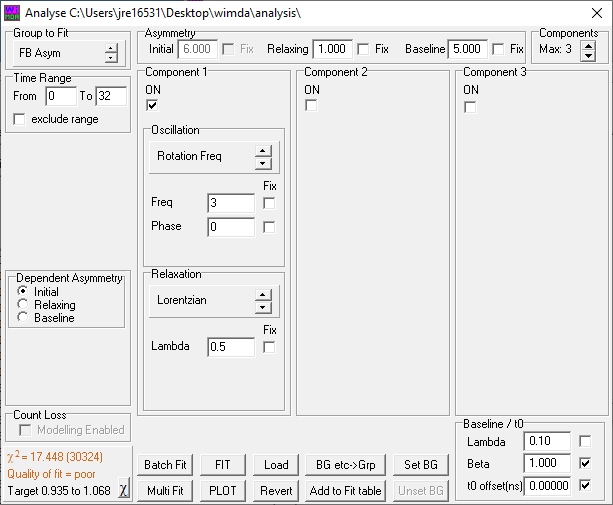 Analyse C:\Users\jre16531\Desktop\wimda\analysis\
Group to Fit
FB Asym
Asymmetry
Initial 6.000 Fix Relaxing 1.000 Fix Baseline 5.000 Fix
Components
Max: 3
Time Range
From 0 To 32
exclude range
Component 1
ON
Component 2
ON
Component 3
ON
Oscillation
Rotation Freq
Fix
Freq 3
Phase 0
Relaxation
Lorentzian
Fix
Lambda 0.5
Dependent Asymmetry
Initial
Relaxing
Baseline
Count Loss
Modelling Enabled
χ²= 17.448 (30324)
Quality of fit = poor
Target 0.935 to 1.068 χ
Batch Fit FIT Load BG etc->Grp Set BG
Multi Fit PLOT Revert Add to Fit table Unset BG
Baseline / t0
Lambda 0.10
Beta 1.000
t0 offset(ns) 0.00000